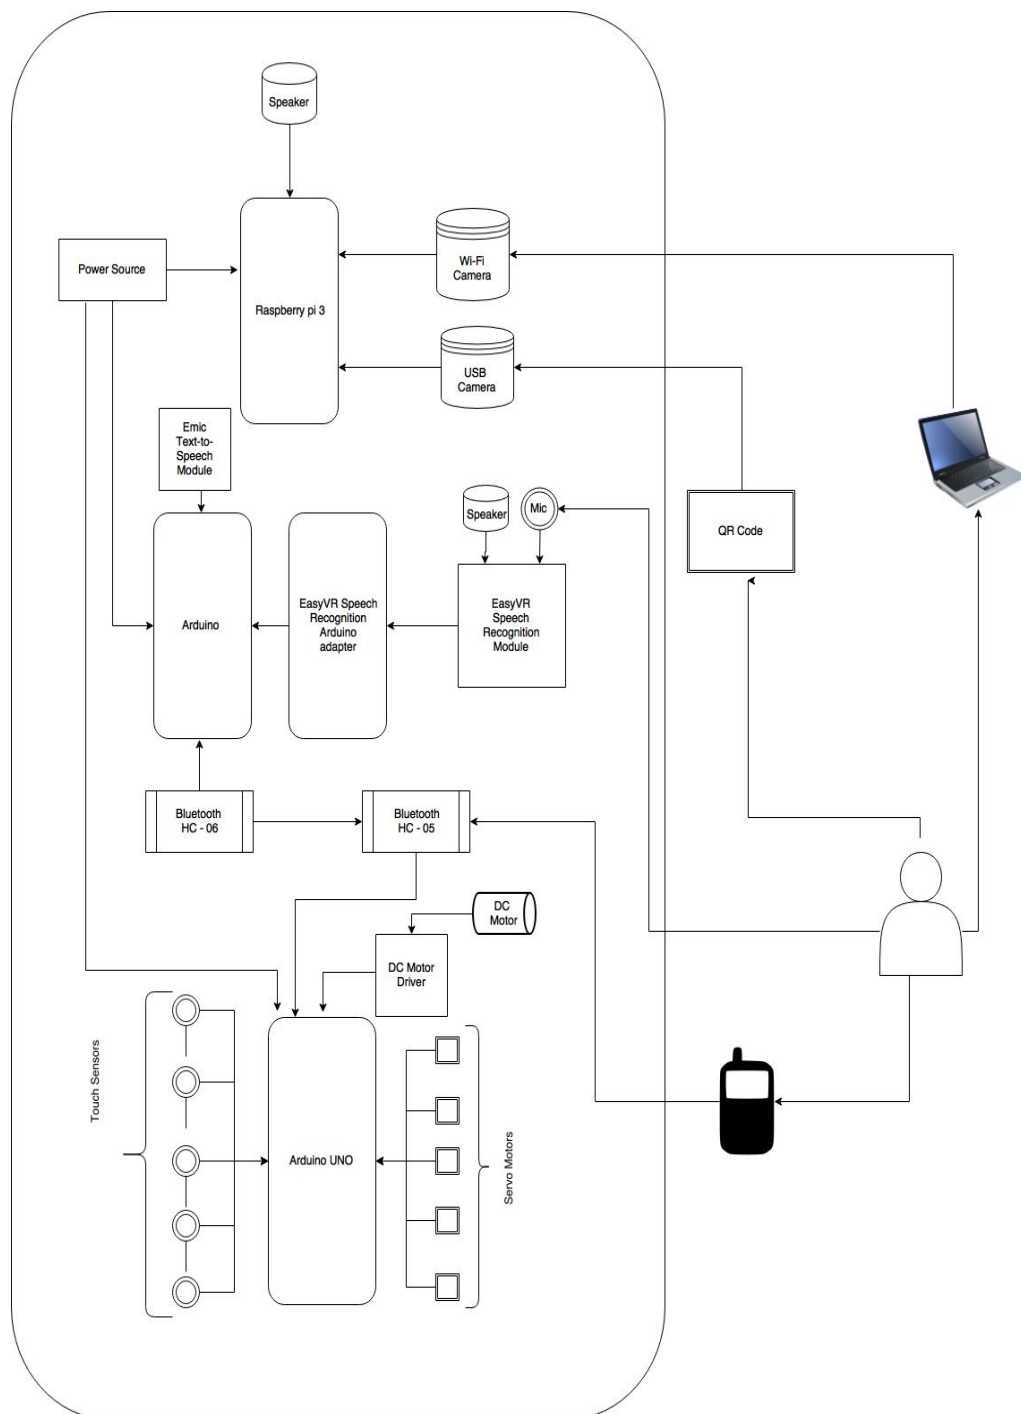 Speaker
Power Source
Raspberry pi 3
Wi-Fi
Camera
USB
Camera
Emic
Text-to-
Speech
Module
Speaker
Mic
QR Code
Arduino
EasyVR Speech
Recognition
Arduino
adapter
EasyVR
Speech
Recognition
Module
Bluetooth
HC - 06
Bluetooth
HC - 05
DC
Motor
DC Motor
Driver
Touch Sensors
Arduino UNO
Servo Motors